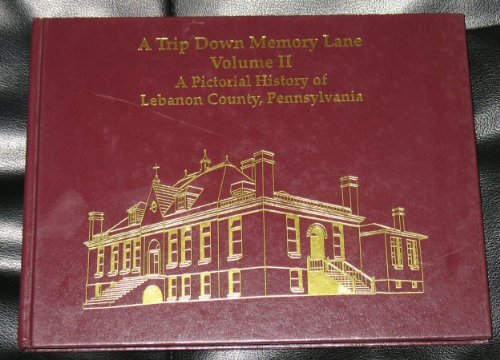 A Trip Down Memory Lane
Volume II
A Pictorial History of
Lebanon County, Pennsylvania